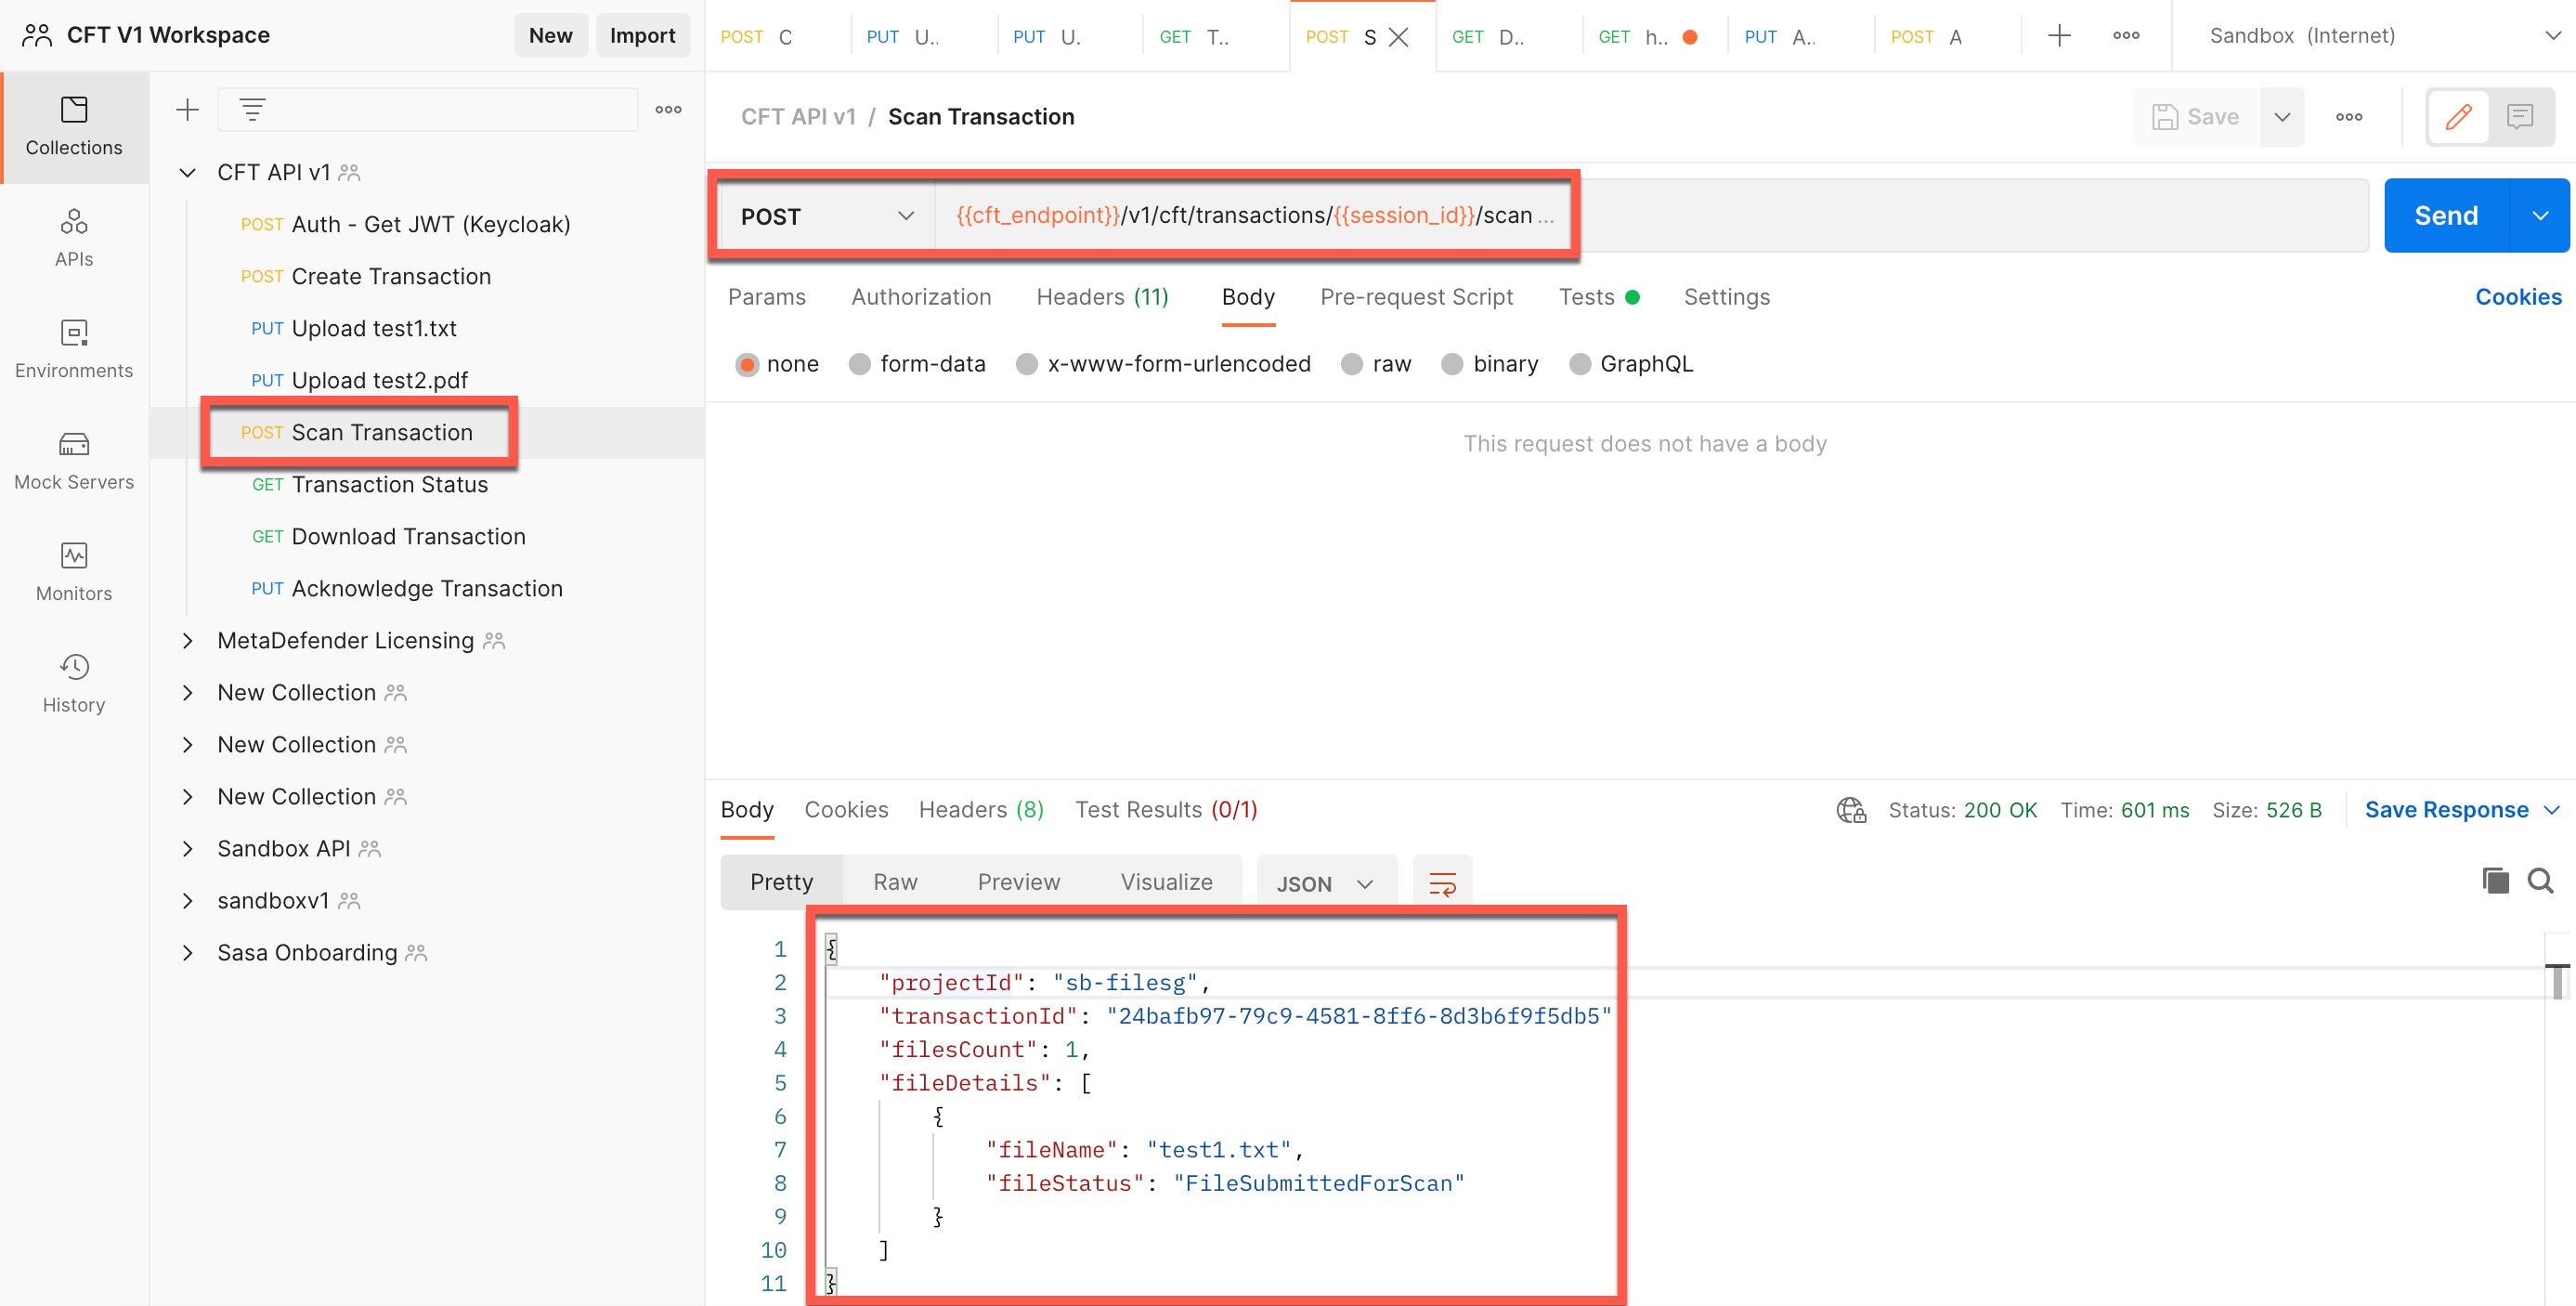 CFT V1 Workspace
New
Import
POST C
PUT U..
PUT U.
GET T..
POST S
GET D..
GET h..
PUT A..
POST A
Sandbox (Internet)
Collections
APIs
Environments
Mock Servers
Monitors
History
CFT API v1
POST Auth - Get JWT (Keycloak)
POST Create Transaction
PUT Upload test1.txt
PUT Upload test2.pdf
POST Scan Transaction
GET Transaction Status
GET Download Transaction
PUT Acknowledge Transaction
MetaDefender Licensing
New Collection
New Collection
New Collection
Sandbox API
sandboxv1
Sasa Onboarding
CFT API v1 / Scan Transaction
Save
POST
{{cft_endpoint}}/v1/cft/transactions/{{session_id}}/scan ...
Send
Params Authorization Headers (11) Body Pre-request Script Tests Settings
Cookies
none form-data x-www-form-urlencoded raw binary GraphQL
This request does not have a body
Body Cookies Headers (8) Test Results (0/1)
Status: 200 OK Time: 601 ms Size: 526 B
Save Response
Pretty Raw Preview Visualize JSON
1 {
2 "projectId": "sb-filesg",
3 "transactionId": "24bafb97-79c9-4581-8ff6-8d3b6f9f5db5"
4 "filesCount": 1,
5 "fileDetails": [
6 {
7 "fileName": "test1.txt",
8 "fileStatus": "FileSubmittedForScan"
9 }
10 ]
11 }